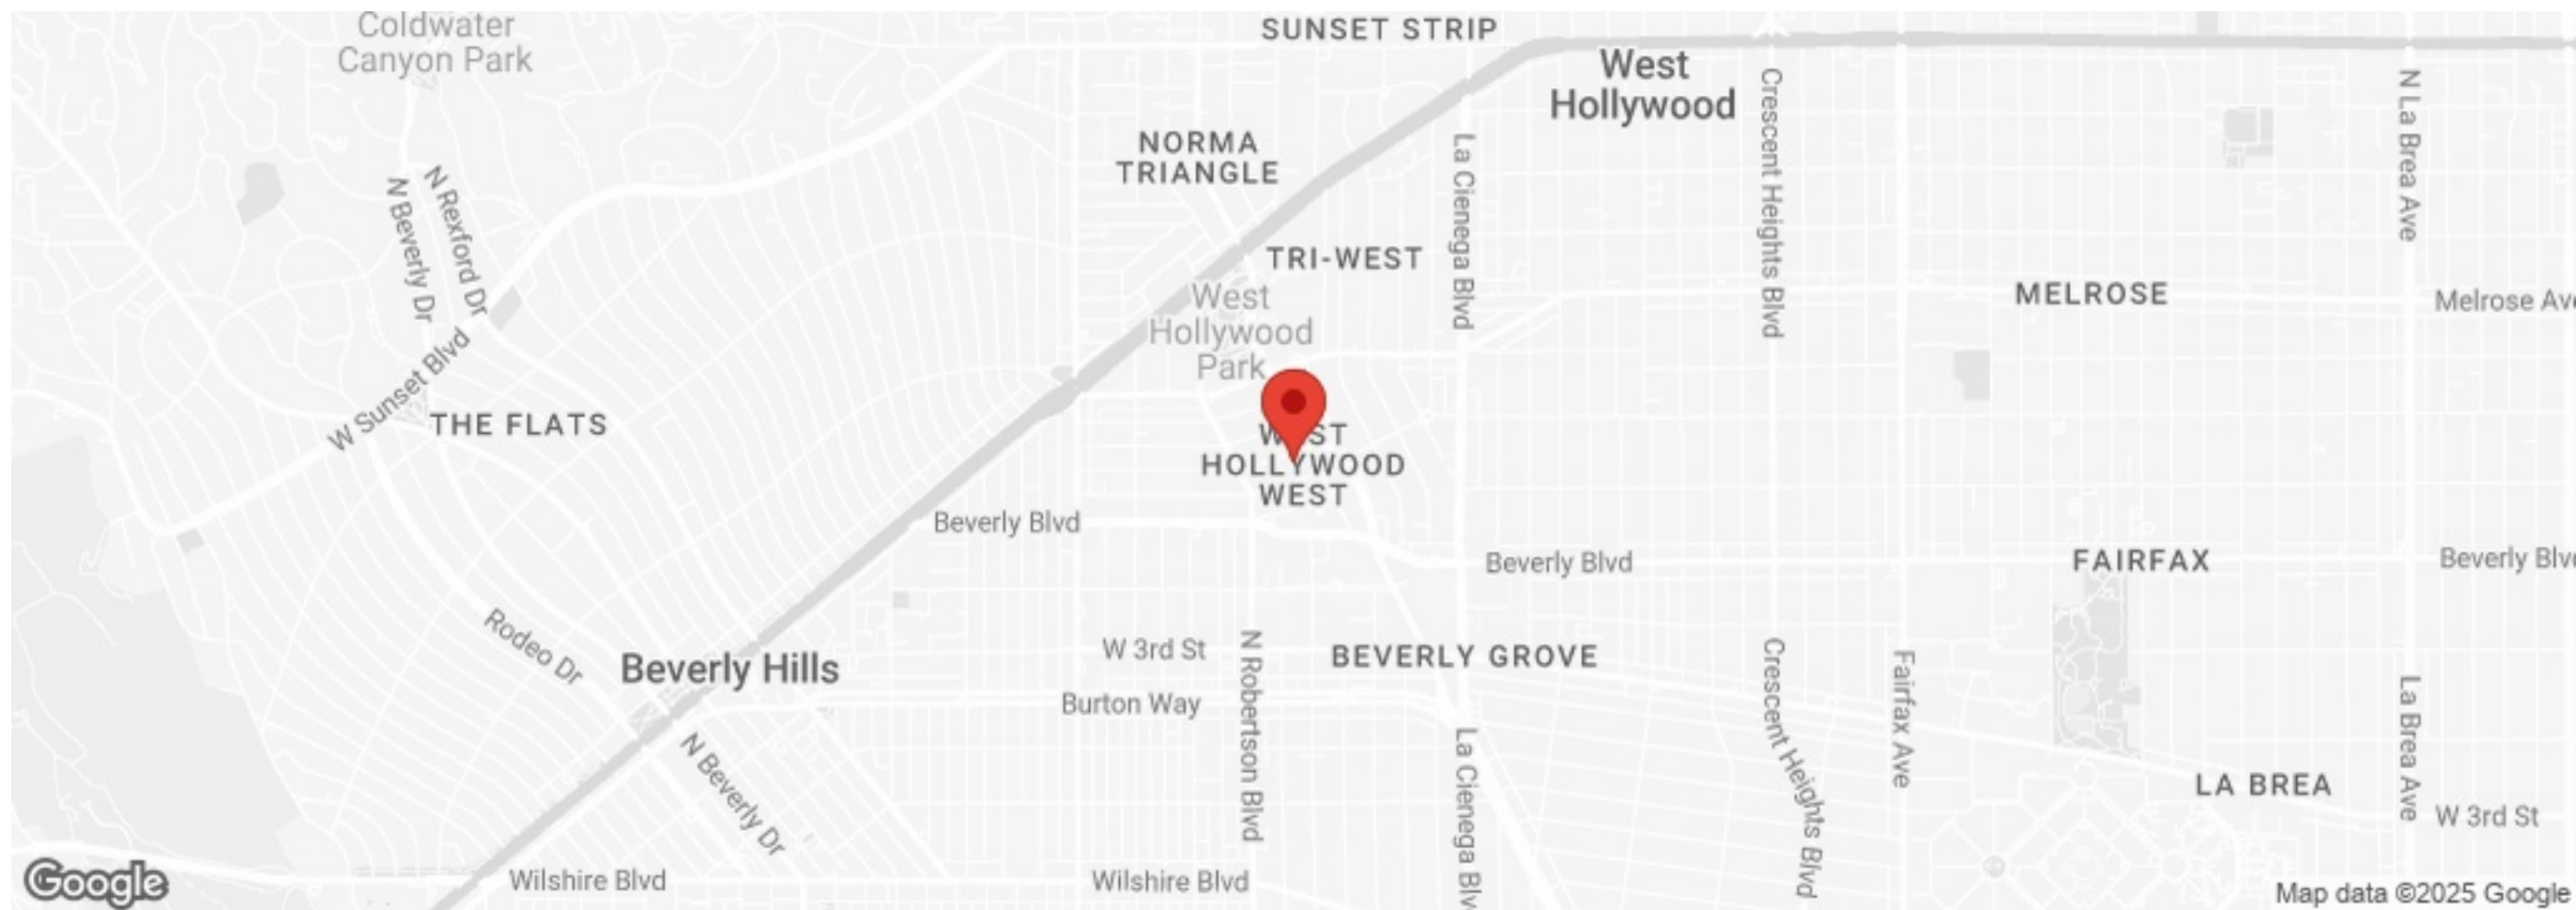 Coldwater
Canyon Park
SUNSET STRIP
West
Hollywood
NORMA
TRIANGLE
N La Brea Ave
Crescent Heights Blvd
La Cienega Blvd
N Rexford Dr
N Beverly Dr
TRI-WEST
West
Hollywood
Park
MELROSE
Melrose Ave
W Sunset Blvd
THE FLATS
WEST
HOLLYWOOD
WEST
Beverly Blvd
Beverly Blvd
FAIRFAX
Beverly Blv
Rodeo Dr
Beverly Hills
W 3rd St
N Robertson Blvd
BEVERLY GROVE
Crescent Heights Blvd
Fairfax Ave
La Brea Ave
Burton Way
N Beverly Dr
La Cienega Blv
LA BREA
W 3rd St
Google
Wilshire Blvd
Wilshire Blvd
Map data ©2025 Google